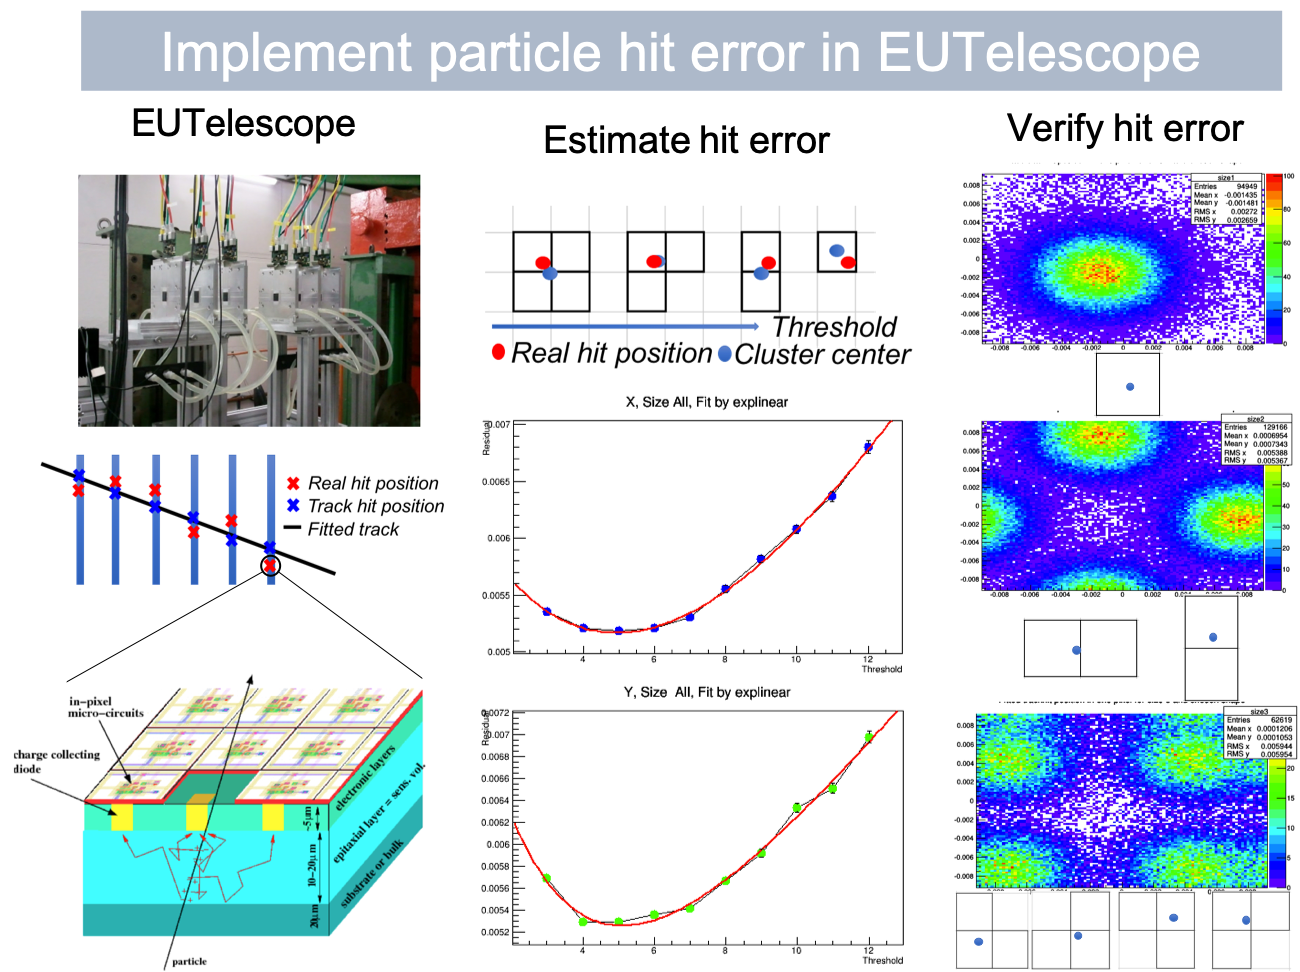 Implement particle hit error in EUTelescope
EUTelescope
Real hit position
Track hit position
Fitted track
in-pixel
micro-circuits
charge collecting
diode
electronic layers
epitaxial layer = sens. vol.
substrate or bulk
~5μm
10-20μm
20μm
particle
Estimate hit error
Threshold
Real hit position
Cluster center
X, Size All, Fit by explinear
Residual
0.007
0.0065
0.006
0.0055
0.005
4 6 8 10 12
Threshold
Y, Size All, Fit by explinear
Residual
0.0072
0.007
0.0068
0.0066
0.0064
0.0062
0.006
0.0058
0.0056
0.0054
0.0052
4 6 8 10 12
Threshold
Verify hit error
size1
Entries 94949
Mean x -0.001435
Mean y -0.001481
RMS x 0.00272
RMS y 0.002659
0.008
0.006
0.004
0.002
0
-0.002
-0.004
-0.006
-0.008
-0.008 -0.006 -0.004 -0.002 0 0.002 0.004 0.006 0.008
100
80
60
40
20
0
size2
Entries 129166
Mean x 0.0006954
Mean y 0.0007343
RMS x 0.005388
RMS y 0.005367
0.008
0.006
0.004
0.002
0
-0.002
-0.004
-0.006
-0.008
-0.008 -0.006 -0.004 -0.002 0 0.002 0.004 0.006 0.008
50
40
30
20
10
0
size3
Entries 62619
Mean x 0.0001206
Mean y 0.0001053
RMS x 0.005944
RMS y 0.005954
0.008
0.006
0.004
0.002
0
-0.002
-0.004
-0.006
-0.008
20
15
10
5
0